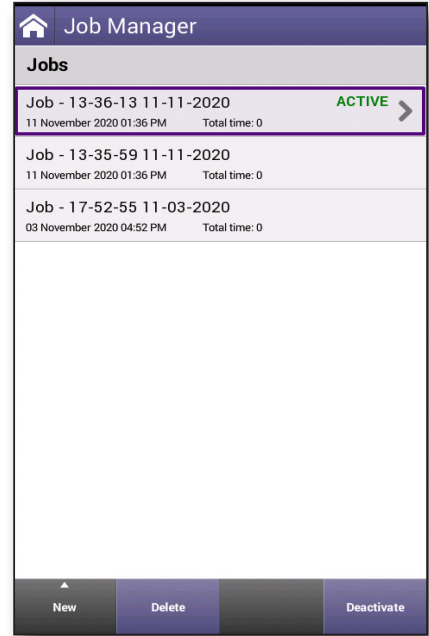 Job Manager
Jobs
Job - 13-36-13 11-11-2020 ACTIVE
11 November 2020 01:36 PM Total time: 0
Job - 13-35-59 11-11-2020
11 November 2020 01:36 PM Total time: 0
Job - 17-52-55 11-03-2020
03 November 2020 04:52 PM Total time: 0
New Delete Deactivate